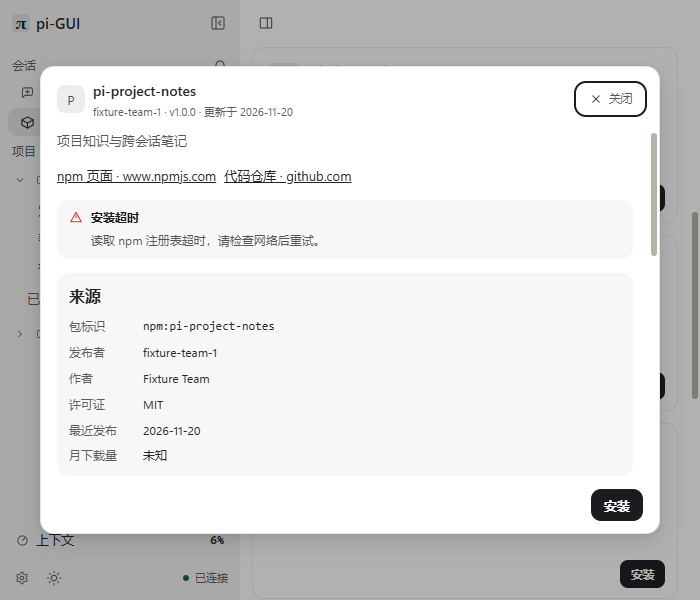 π pi-GUI
会话
P
pi-project-notes
fixture-team-1 · v1.0.0 · 更新于 2026-11-20
关闭
项目知识与跨会话笔记
npm 页面 · www.npmjs.com 代码仓库 · github.com
安装超时
读取 npm 注册表超时，请检查网络后重试。
来源
包标识 npm:pi-project-notes
发布者 fixture-team-1
作者 Fixture Team
许可证 MIT
最近发布 2026-11-20
月下载量 未知
安装
项目
已
上下文 6%
已连接
安装